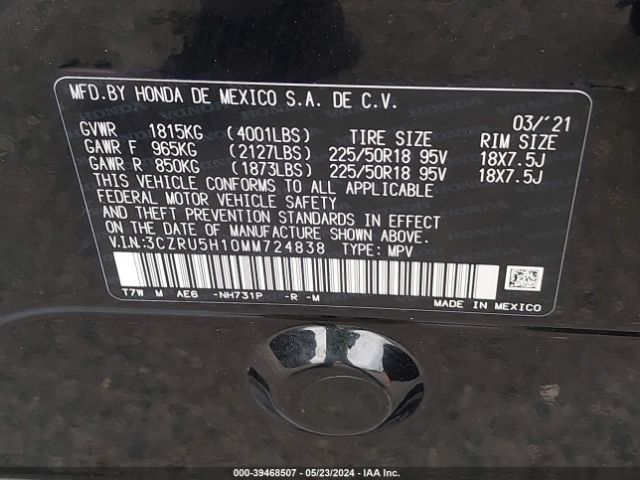 MFD.BY HONDA DE MEXICO S.A. DE C.V.
03/'21
GVWR 1815KG (4001LBS) TIRE SIZE RIM SIZE
GAWR F 965KG (2127LBS) 225/50R18 95V 18X7.5J
GAWR R 850KG (1873LBS) 225/50R18 95V 18X7.5J
THIS VEHICLE CONFORMS TO ALL APPLICABLE
FEDERAL MOTOR VEHICLE SAFETY
AND THEFT PREVENTION STANDARDS IN EFFECT
ON THE DATE OF MANUFACTURE SHOWN ABOVE.
V.I.N.:3CZRU5H10MM724838 TYPE: MPV
T7W M AE6 -NH731P -R -M
MADE IN MEXICO
00-39468507 - 05/23/2024 - IAA Inc.